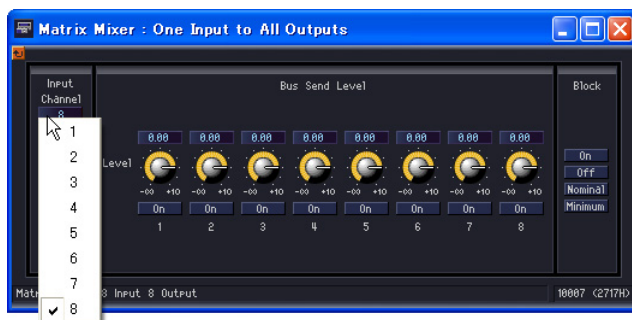 Matrix Mixer : One Input to All Outputs
Input
Channel
8
Bus Send Level
Block
1
2
3
4
5
6
7
8
Level
0.00 0.00 0.00 0.00 0.00 0.00 0.00 0.00
-∞ +10 -∞ +10 -∞ +10 -∞ +10 -∞ +10 -∞ +10 -∞ +10 -∞ +10
On On On On On On On On
1 2 3 4 5 6 7 8
On
Off
Nominal
Minimum
8 Input 8 Output
10007 (2717H)